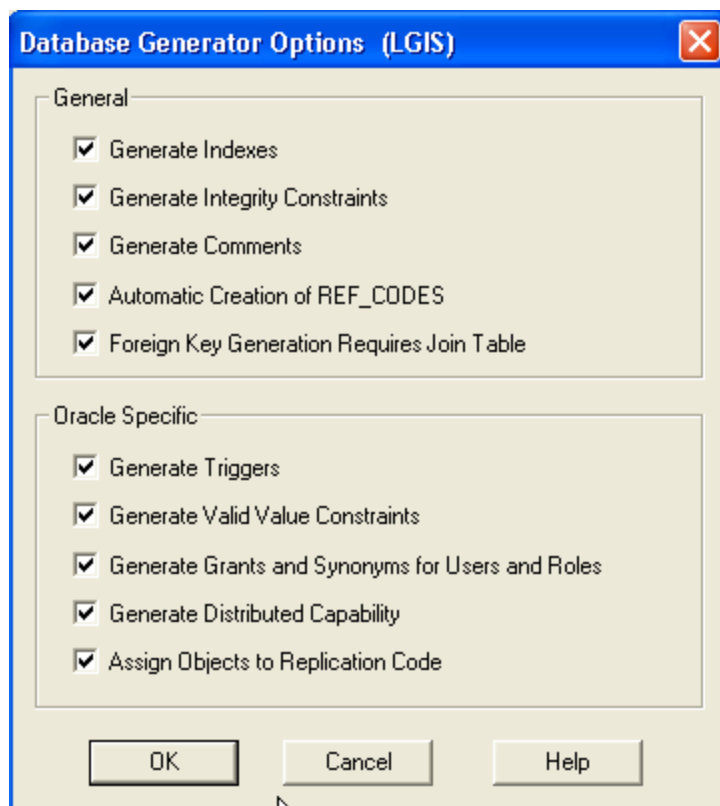 Database Generator Options (LGIS)
General
Generate Indexes
Generate Integrity Constraints
Generate Comments
Automatic Creation of REF_CODES
Foreign Key Generation Requires Join Table
Oracle Specific
Generate Triggers
Generate Valid Value Constraints
Generate Grants and Synonyms for Users and Roles
Generate Distributed Capability
Assign Objects to Replication Code
OK Cancel Help